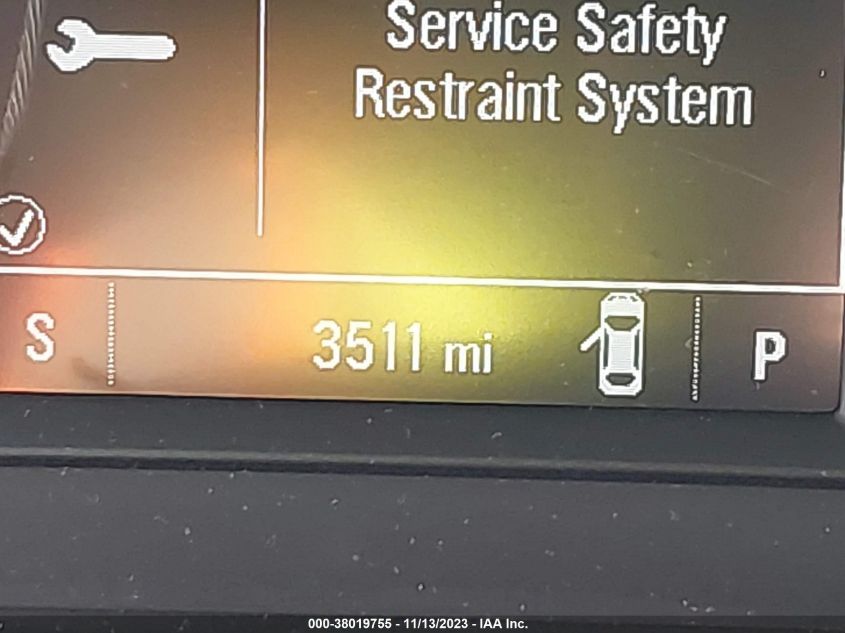 Service Safety
Restraint System
S
3511 mi
P
000-38019755 - 11/13/2023 - IAA Inc.